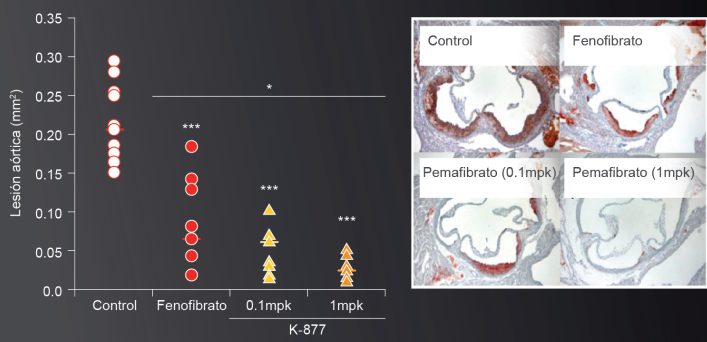 0.35
0.30
0.25
0.20
0.15
0.10
0.05
0.0
Lesión aórtica (mm²)
*
***
***
***
Control
Fenofibrato
0.1mpk
1mpk
K-877
Control
Fenofibrato
Pemafibrato (0.1mpk)
Pemafibrato (1mpk)